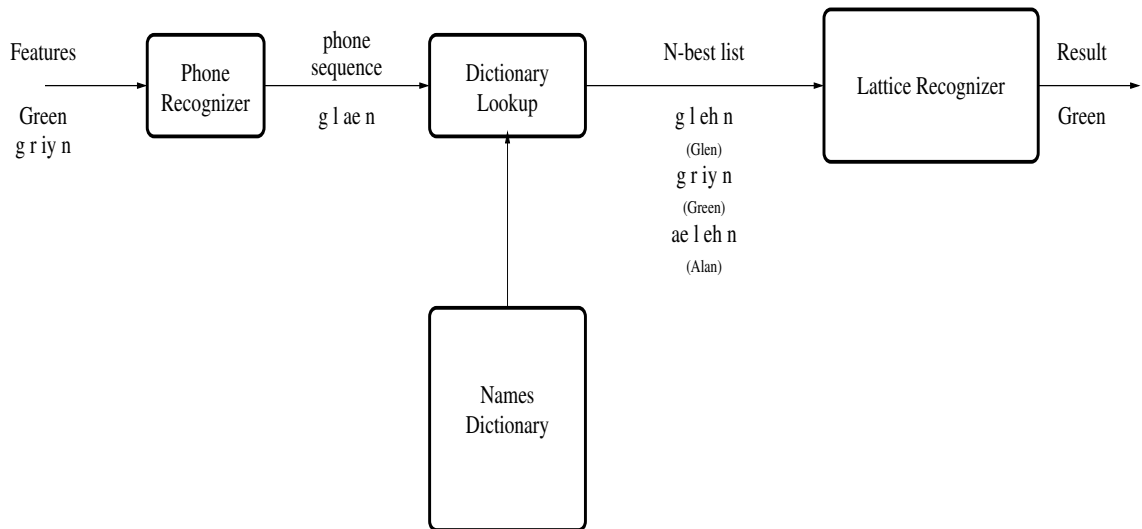 Features
Green
g r iy n
Phone
Recognizer
phone
sequence
g l ae n
Dictionary
Lookup
N-best list
g l eh n
(Glen)
g r iy n
(Green)
ae l eh n
(Alan)
Lattice Recognizer
Result
Green
Names
Dictionary